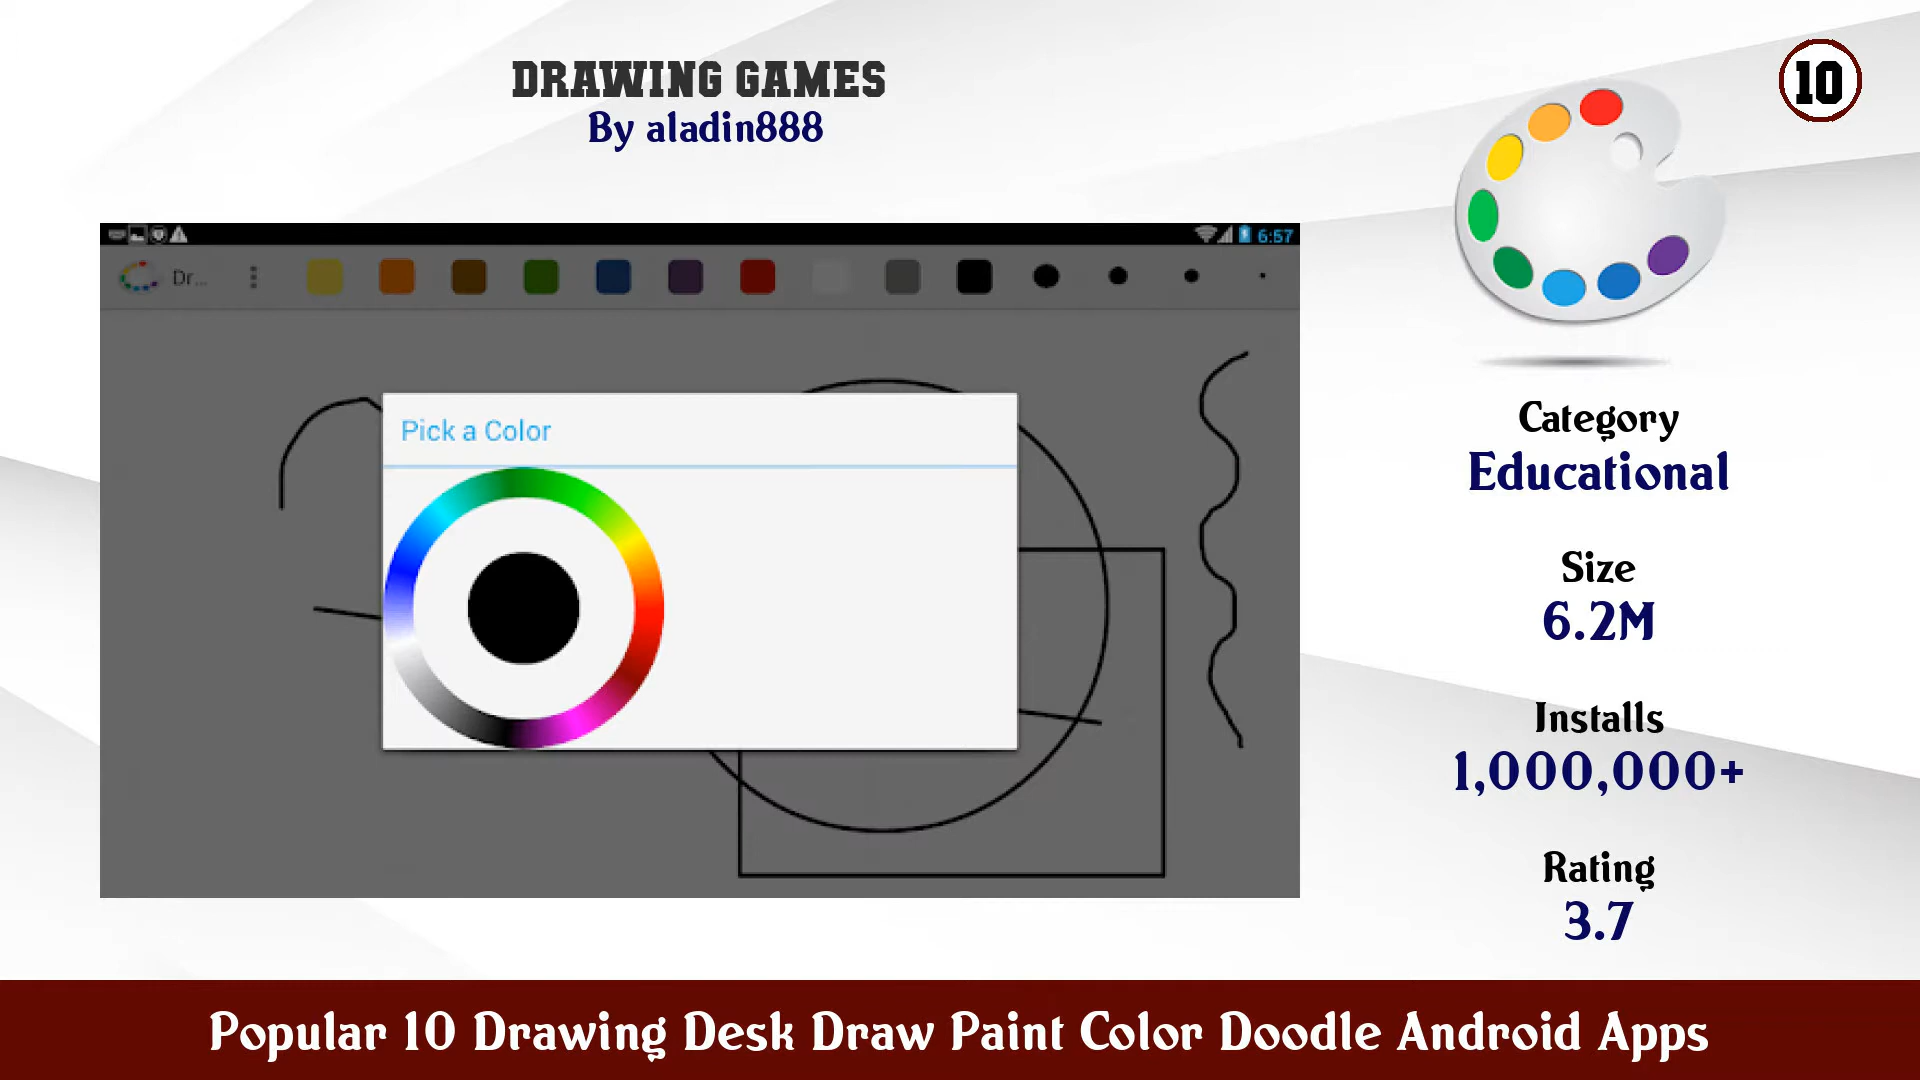 DRAWING GAMES
By aladin888
10
6:57
Dr...
Pick a Color
Category
Educational
Size
6.2M
Installs
1,000,000+
Rating
3.7
Popular 10 Drawing Desk Draw Paint Color Doodle Android Apps